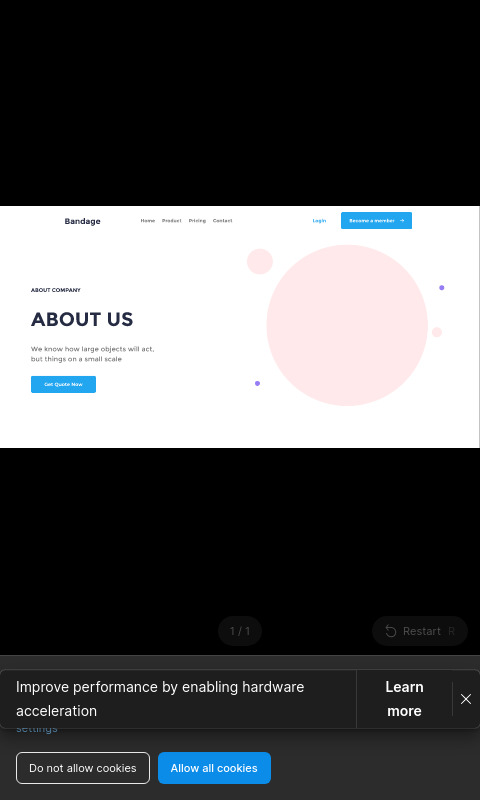 Bandage
Home Product Pricing Contact
Login
Become a member
ABOUT COMPANY
ABOUT US
We know how large objects will act,
but things on a small scale
Get Quote Now
1 / 1
Restart R
Improve performance by enabling hardware
acceleration
Learn
more
settings
Do not allow cookies
Allow all cookies